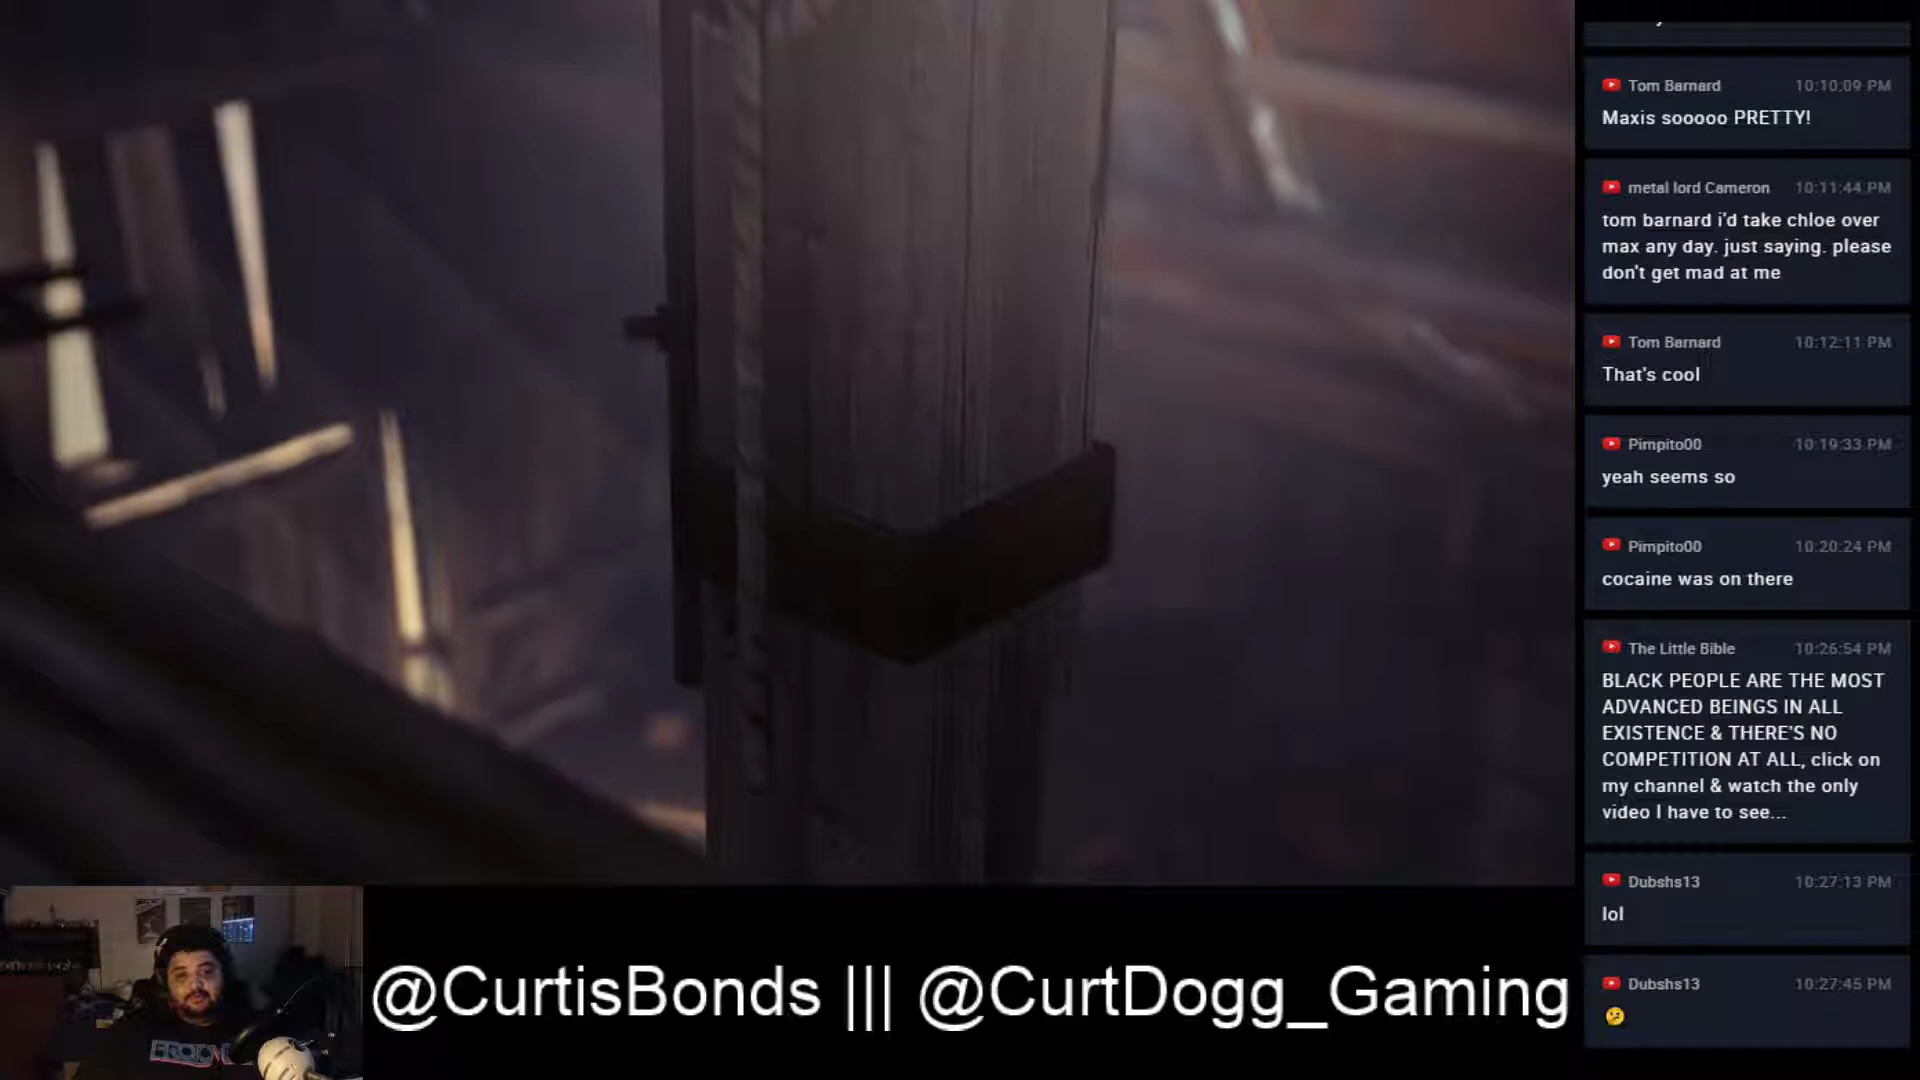 Tom Barnard 10:10:09 PM
Maxis sooooo PRETTY!
metal lord Cameron 10:11:44 PM
tom barnard i'd take chloe over
max any day. just saying. please
don't get mad at me
Tom Barnard 10:12:11 PM
That's cool
Pimpito00 10:19:33 PM
yeah seems so
Pimpito00 10:20:24 PM
cocaine was on there
The Little Bible 10:26:54 PM
BLACK PEOPLE ARE THE MOST
ADVANCED BEINGS IN ALL
EXISTENCE & THERE'S NO
COMPETITION AT ALL, click on
my channel & watch the only
video I have to see...
Dubshs13 10:27:13 PM
lol
Dubshs13 10:27:45 PM
🤔
@CurtisBonds ||| @CurtDogg_Gaming